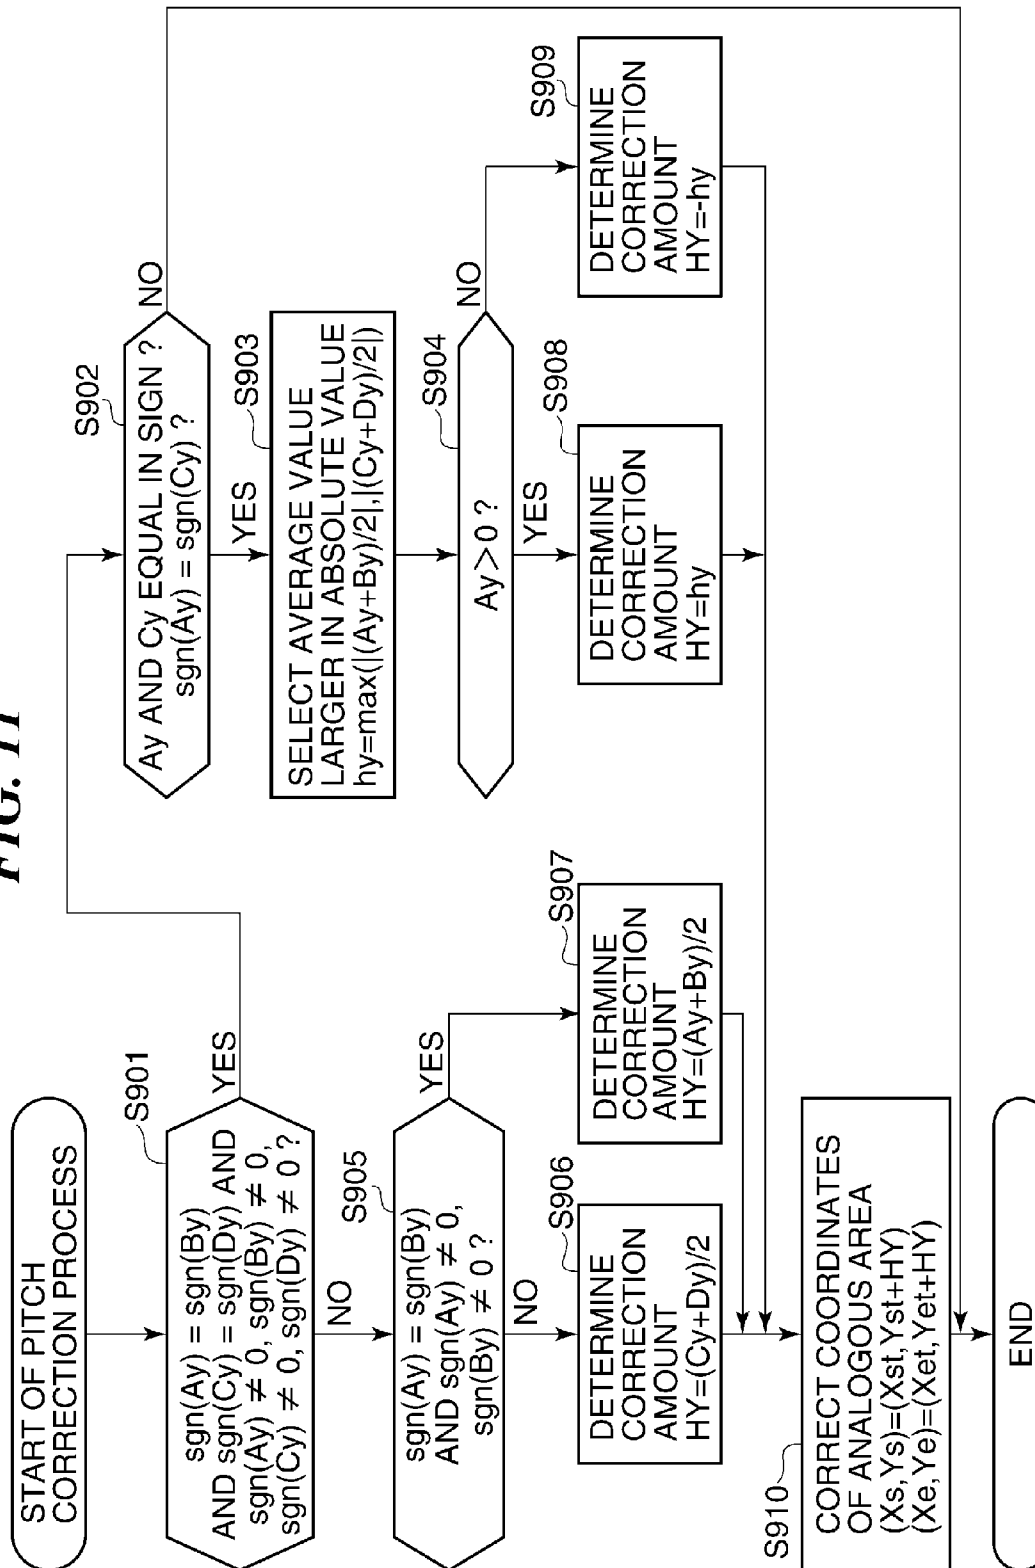 FIG. 11
START OF PITCH
CORRECTION PROCESS
S901
sgn(Ay) = sgn(By)
AND sgn(Cy) = sgn(Dy) AND
sgn(Ay) ≠ 0, sgn(By) ≠ 0,
sgn(Cy) ≠ 0, sgn(Dy) ≠ 0 ?
YES
NO
S902
Ay AND Cy EQUAL IN SIGN ?
sgn(Ay) = sgn(Cy) ?
NO
YES
S903
SELECT AVERAGE VALUE
LARGER IN ABSOLUTE VALUE
hy=max(|(Ay+By)/2|,|(Cy+Dy)/2|)
S904
Ay>0 ?
NO
YES
S905
sgn(Ay) = sgn(By)
AND sgn(Ay) ≠ 0,
sgn(By) ≠ 0 ?
YES
NO
S906
DETERMINE
CORRECTION
AMOUNT
HY=(Cy+Dy)/2
S907
DETERMINE
CORRECTION
AMOUNT
HY=(Ay+By)/2
S908
DETERMINE
CORRECTION
AMOUNT
HY=hy
S909
DETERMINE
CORRECTION
AMOUNT
HY=-hy
S910
CORRECT COORDINATES
OF ANALOGOUS AREA
(Xs,Ys)=(Xst,Yst+HY)
(Xe,Ye)=(Xet,Yet+HY)
END